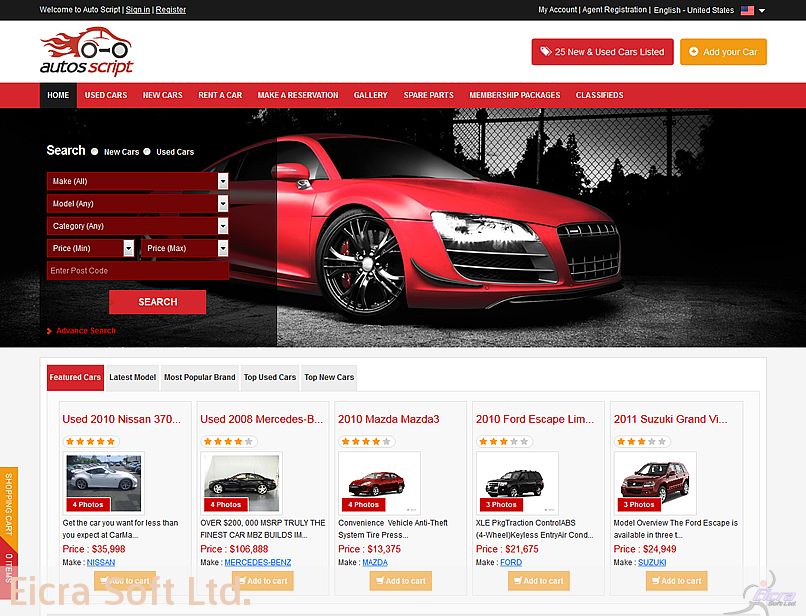 Welcome to Auto Script | Sign in | Register
My Account | Agent Registration | English - United States
autos script
25 New & Used Cars Listed
Add your Car
HOME USED CARS NEW CARS RENT A CAR MAKE A RESERVATION GALLERY SPARE PARTS MEMBERSHIP PACKAGES CLASSIFIEDS
Search New Cars Used Cars
Make (All)
Model (Any)
Category (Any)
Price (Min) Price (Max)
Enter Post Code
SEARCH
Advance Search
Featured Cars Latest Model Most Popular Brand Top Used Cars Top New Cars
Used 2010 Nissan 370...
4 Photos
Get the car you want for less than
you expect at CarMa...
Price : $35,998
Make : NISSAN
Add to cart
Used 2008 Mercedes-B...
4 Photos
OVER $200, 000 MSRP TRULY THE
FINEST CAR MBZ BUILDS IM...
Price : $106,888
Make : MERCEDES-BENZ
Add to cart
2010 Mazda Mazda3
4 Photos
Convenience Vehicle Anti-Theft
System Tire Press...
Price : $13,375
Make : MAZDA
Add to cart
2010 Ford Escape Lim...
3 Photos
XLE PkgTraction ControlABS
(4-Wheel)Keyless EntryAir Cond...
Price : $21,675
Make : FORD
Add to cart
2011 Suzuki Grand Vi...
3 Photos
Model Overview The Ford Escape is
available in three t...
Price : $24,949
Make : SUZUKI
Add to cart
SHOPPING CART
0 ITEMS
Eicra Soft Ltd.
Eicra
Soft Ltd